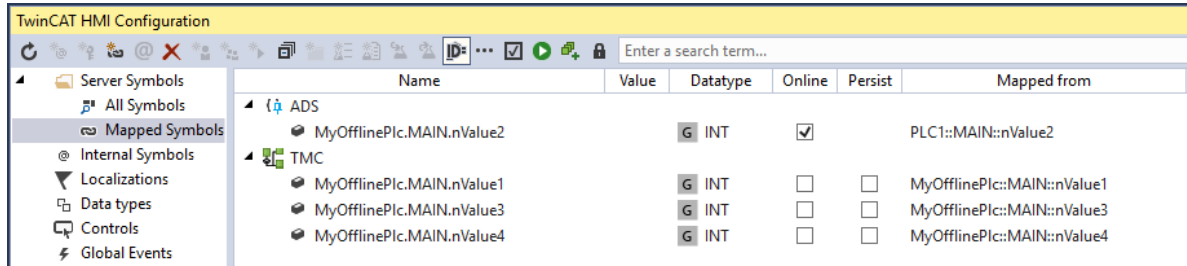 TwinCAT HMI Configuration
ID= Enter a search term...
Server Symbols Name Value Datatype Online Persist Mapped from
All Symbols ADS
Mapped Symbols MyOfflinePlc.MAIN.nValue2 G INT PLC1::MAIN::nValue2
@ Internal Symbols TMC
Localizations MyOfflinePlc.MAIN.nValue1 G INT MyOfflinePlc::MAIN::nValue1
Data types MyOfflinePlc.MAIN.nValue3 G INT MyOfflinePlc::MAIN::nValue3
Controls MyOfflinePlc.MAIN.nValue4 G INT MyOfflinePlc::MAIN::nValue4
Global Events